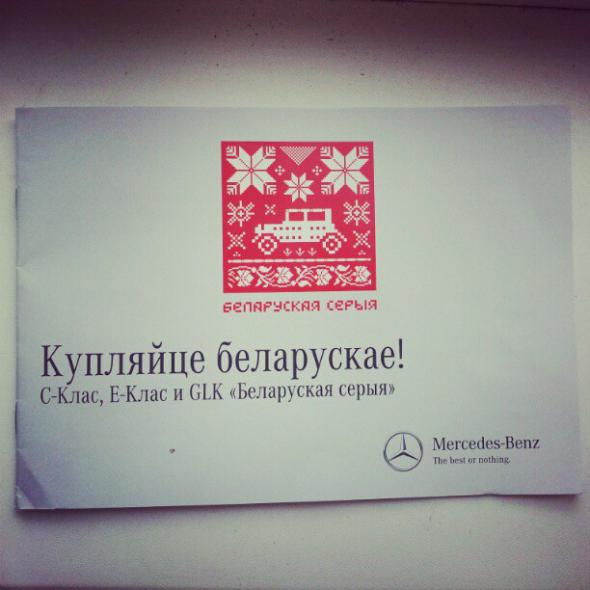 БЕЛАРУСКАЯ СЕРЫЯ
Купляйце беларускае!
С-Клас, Е-Клас и GLK «Беларуская серыя»
Mercedes-Benz
The best or nothing.